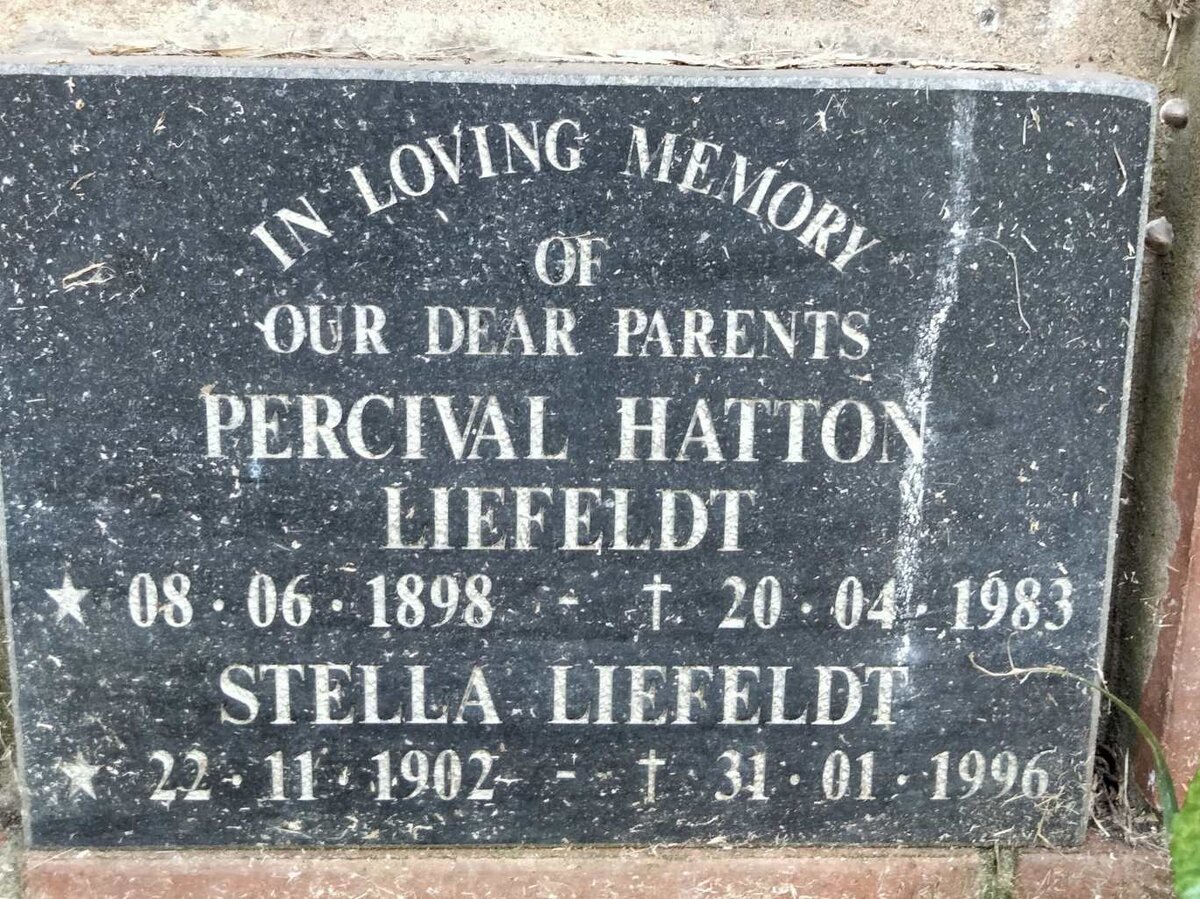 IN LOVING MEMORY
OF
OUR DEAR PARENTS
PERCIVAL HATTON
LIEFELDT
★ 08 · 06 · 1898 - † 20 · 04 · 1983
STELLA LIEFELDT
★ 22 · 11 · 1902 - † 31 · 01 · 1996